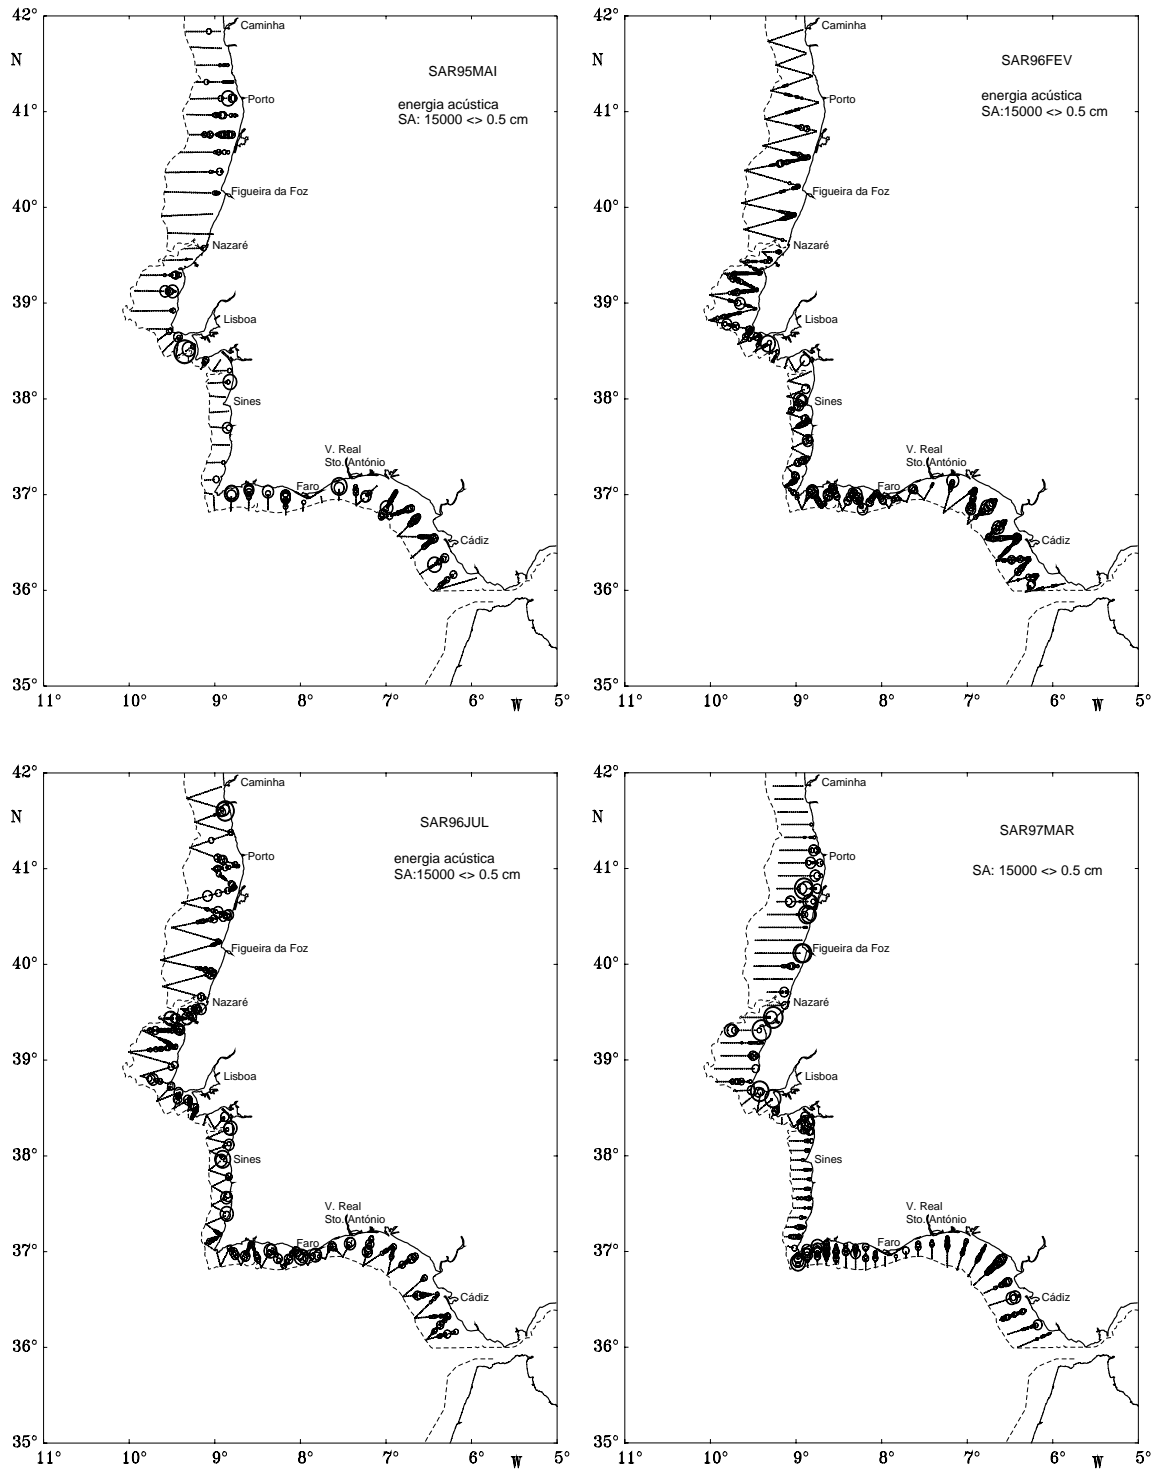 42°
Caminha
N
SAR95MAI
energia acústica
SA: 15000 <> 0.5 cm
Porto
41°
Figueira da Foz
40°
Nazaré
39°
Lisboa
38°
Sines
V. Real
Sto. António
Faro
37°
Cádiz
36°
35°
11° 10° 9° 8° 7° 6° W 5°
42°
Caminha
N
SAR96FEV
energia acústica
SA:15000 <> 0.5 cm
Porto
41°
Figueira da Foz
40°
Nazaré
39°
Lisboa
38°
Sines
V. Real
Sto. António
Faro
37°
Cádiz
36°
35°
11° 10° 9° 8° 7° 6° W 5°
42°
Caminha
N
SAR96JUL
energia acústica
SA:15000 <> 0.5 cm
Porto
41°
Figueira da Foz
40°
Nazaré
39°
Lisboa
38°
Sines
V. Real
Sto. António
Faro
37°
Cádiz
36°
35°
11° 10° 9° 8° 7° 6° W 5°
42°
Caminha
N
SAR97MAR
SA: 15000 <> 0.5 cm
Porto
41°
Figueira da Foz
40°
Nazaré
39°
Lisboa
38°
Sines
V. Real
Sto. António
Faro
37°
Cádiz
36°
35°
11° 10° 9° 8° 7° 6° W 5°